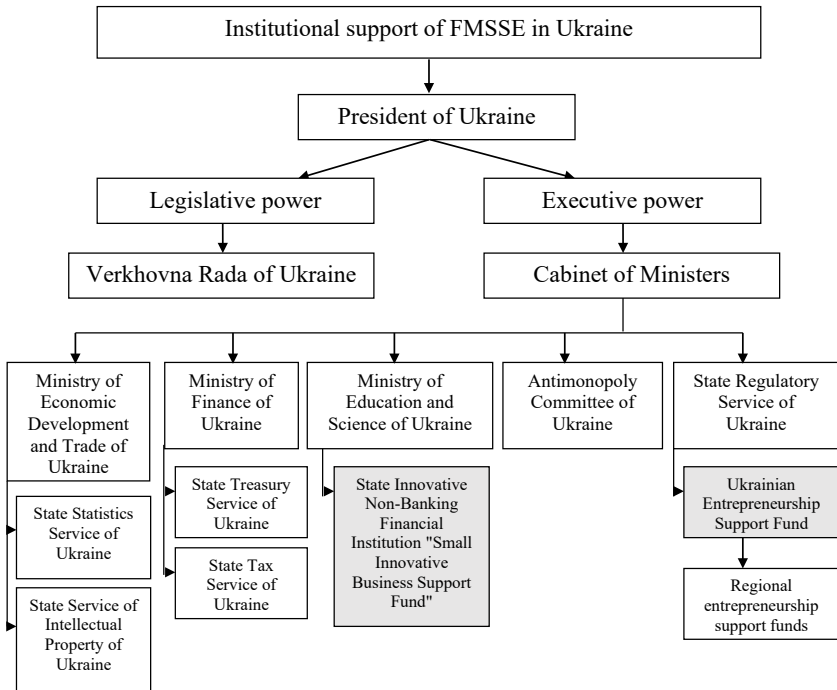 Institutional support of FMSSE in Ukraine
President of Ukraine
Legislative power
Executive power
Verkhovna Rada of Ukraine
Cabinet of Ministers
Ministry of
Economic
Development
and Trade of
Ukraine
Ministry of
Finance of
Ukraine
Ministry of
Education and
Science of Ukraine
Antimonopoly
Committee of
Ukraine
State Regulatory
Service of
Ukraine
State Statistics
Service of
Ukraine
State Service of
Intellectual
Property of
Ukraine
State Treasury
Service of
Ukraine
State Tax
Service of
Ukraine
State Innovative
Non-Banking
Financial
Institution "Small
Innovative
Business Support
Fund"
Ukrainian
Entrepreneurship
Support Fund
Regional
entrepreneurship
support funds